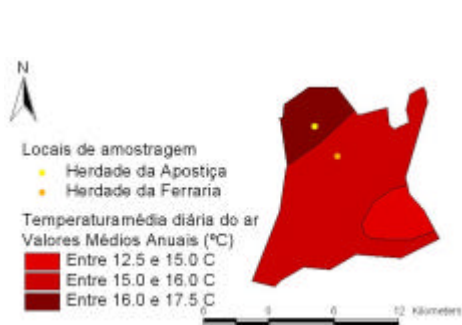 N
Locais de amostragem
Herdade da Apostiça
Herdade da Ferraria
Temperatura média diária do ar
Valores Médios Anuais (ºC)
Entre 12.5 e 15.0 C
Entre 15.0 e 16.0 C
Entre 16.0 e 17.5 C
6 0 6 12 Kilometers